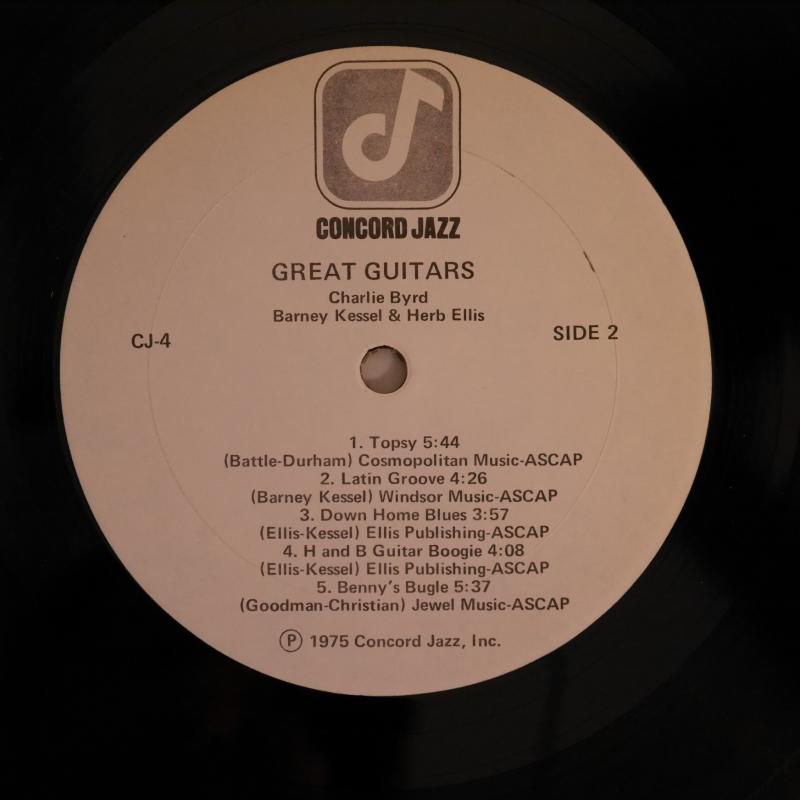 CONCORD JAZZ
GREAT GUITARS
Charlie Byrd
Barney Kessel & Herb Ellis
CJ-4
SIDE 2
1. Topsy 5:44
(Battle-Durham) Cosmopolitan Music-ASCAP
2. Latin Groove 4:26
(Barney Kessel) Windsor Music-ASCAP
3. Down Home Blues 3:57
(Ellis-Kessel) Ellis Publishing-ASCAP
4. H and B Guitar Boogie 4:08
(Ellis-Kessel) Ellis Publishing-ASCAP
5. Benny's Bugle 5:37
(Goodman-Christian) Jewel Music-ASCAP
Ⓟ 1975 Concord Jazz, Inc.